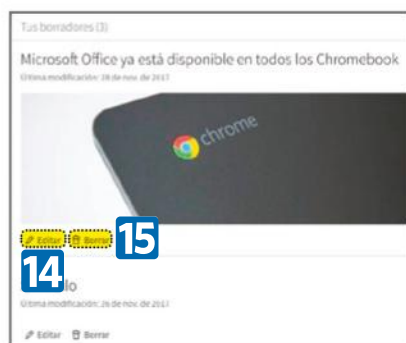 Tus borradores (3)
Microsoft Office ya está disponible en todos los Chromebook
Última modificación: 28 de nov. de 2017
chrome
Editar Borrar 15
14 lo
Última modificación: 26 de nov. de 2017
Editar Borrar